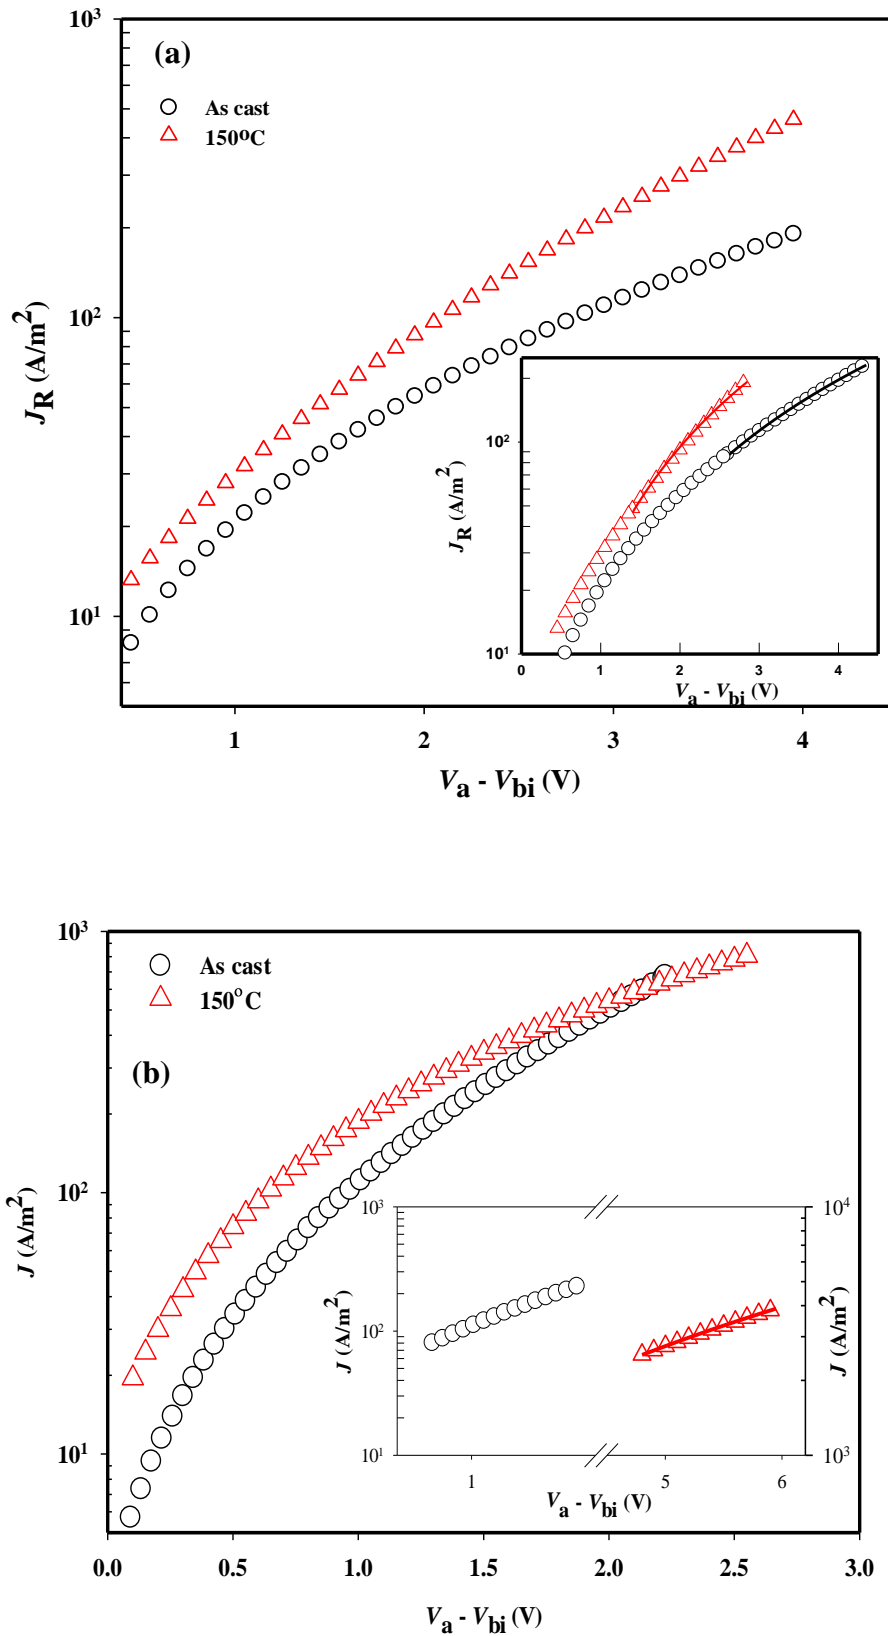 10³
(a)
As cast
150ºC
10²
J_R (A/m²)
10¹
1 2 3 4
V_a - V_bi (V)
10²
J_R (A/m²)
10¹
0 1 2 3 4
V_a - V_bi (V)
10³
As cast
150°C
(b)
10²
J (A/m²)
10¹
0.0 0.5 1.0 1.5 2.0 2.5 3.0
V_a - V_bi (V)
10³ 10⁴
J (A/m²)
10²
J (A/m²)
10¹ 10³
1 5 6
V_a - V_bi (V)